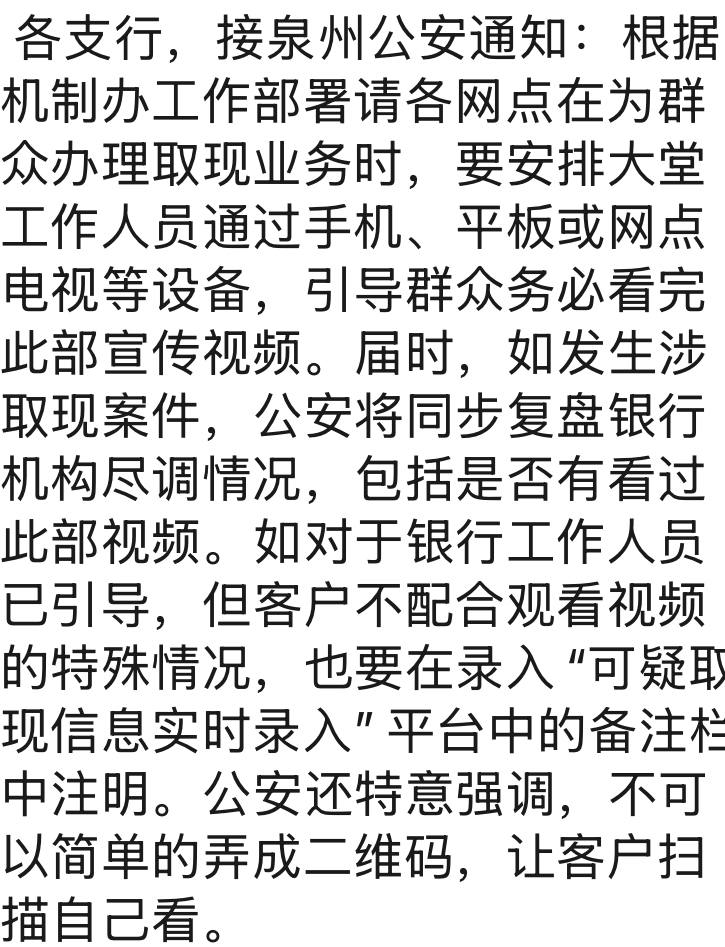 各支行，接泉州公安通知：根据
机制办工作部署请各网点在为群
众办理取现业务时，要安排大堂
工作人员通过手机、平板或网点
电视等设备，引导群众务必看完
此部宣传视频。届时，如发生涉
取现案件，公安将同步复盘银行
机构尽调情况，包括是否有看过
此部视频。如对于银行工作人员
已引导，但客户不配合观看视频
的特殊情况，也要在录入“可疑取
现信息实时录入”平台中的备注栏
中注明。公安还特意强调，不可
以简单的弄成二维码，让客户扫
描自己看。